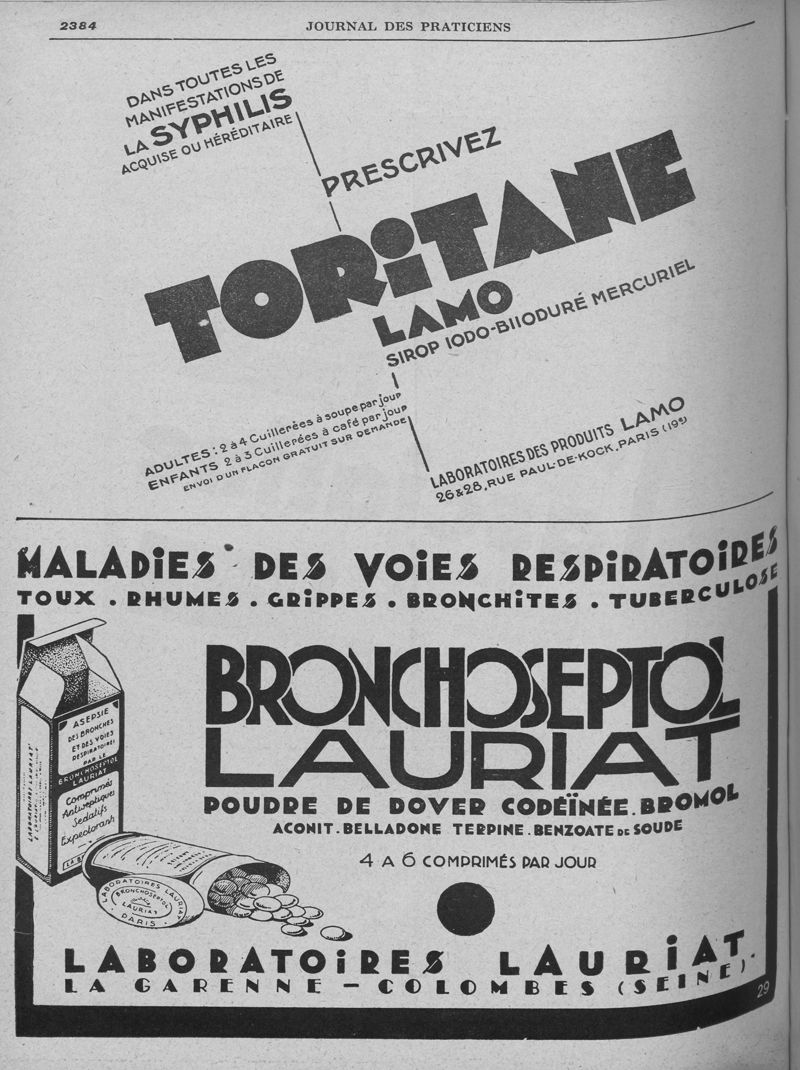 2384
JOURNAL DES PRATICIENS
DANS TOUTES LES
MANIFESTATIONS DE
LA SYPHILIS
ACQUISE OU HÉRÉDITAIRE
PRESCRIVEZ
TORITANE
LAMO
SIROP IODO-BIIODURÉ MERCURIEL
ADULTES : 2 à 4 Cuillerées à soupe par jour
ENFANTS 2 à 3 Cuillerées à café par jour
ENVOI D'UN FLACON GRATUIT SUR DEMANDE
LABORATOIRES DES PRODUITS LAMO
26 & 28, RUE PAUL-DE-KOCK, PARIS (19e)
MALADIES DES VOIES RESPIRATOIRES
TOUX . RHUMES . GRIPPES . BRONCHITES . TUBERCULOSE
ASEPSIE
DES BRONCHES
ET DES VOIES
RESPIRATOIRES
PAR LE
BRONCHOSEPTOL
LAURIAT
Comprimés
Antiseptiques
Sedatifs
Expectorants
LABORATOIRES LAURIAT
BRONCHOSEPTOL
LAURIAT
POUDRE DE DOVER CODÉÏNÉE. BROMOL
ACONIT. BELLADONE TERPINE. BENZOATE DE SOUDE
4 A 6 COMPRIMÉS PAR JOUR
LABORATOIRES LAURIAT
BRONCHOSEPTOL
LAURIAT
PARIS
LABORATOIRES LAURIAT.
LA GARENNE – COLOMBES (SEINE)
29